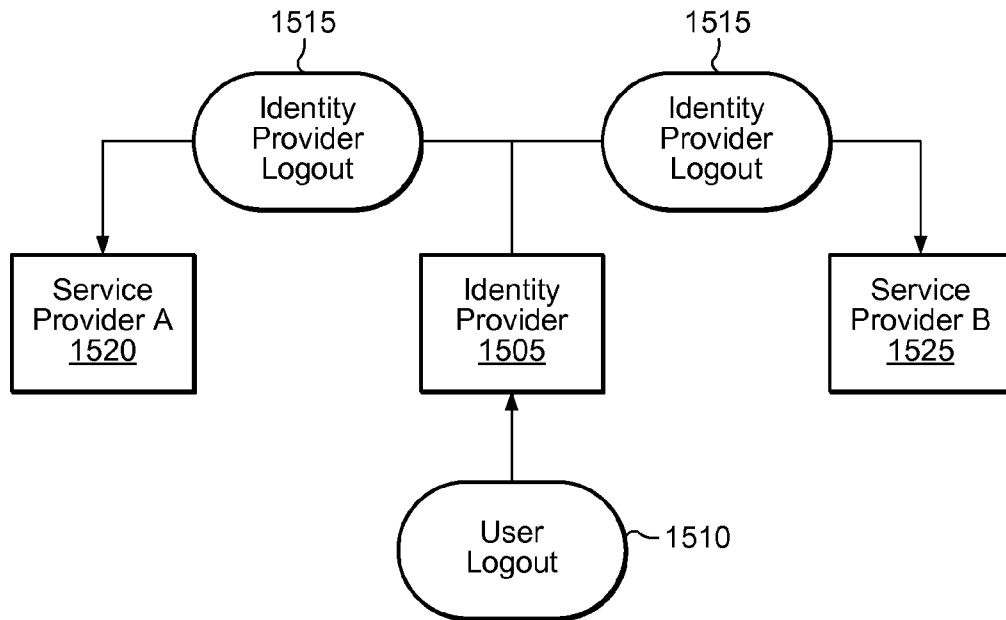 1515
1515
Identity
Provider
Logout
Identity
Provider
Logout
Service
Provider A
1520
Identity
Provider
1505
Service
Provider B
1525
User
Logout
1510